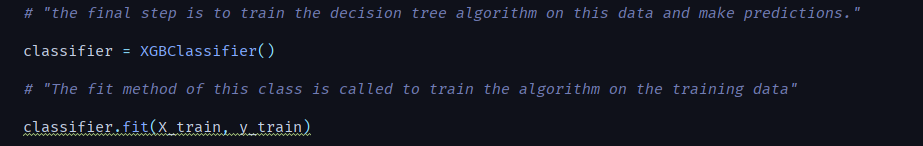 # "the final step is to train the decision tree algorithm on this data and make predictions."
classifier = XGBClassifier()
# "The fit method of this class is called to train the algorithm on the training data"
classifier.fit(X_train, y_train)